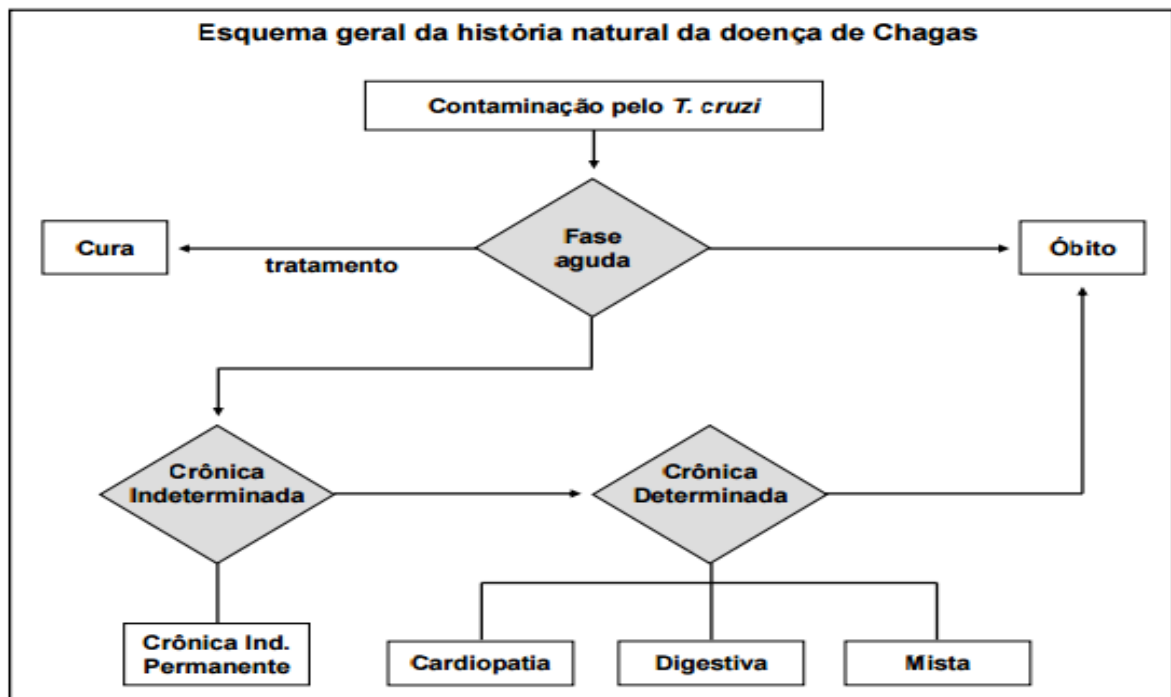 Esquema geral da história natural da doença de Chagas
Contaminação pelo T. cruzi
Fase
aguda
Cura
tratamento
Óbito
Crônica
Indeterminada
Crônica
Determinada
Crônica Ind.
Permanente
Cardiopatia
Digestiva
Mista